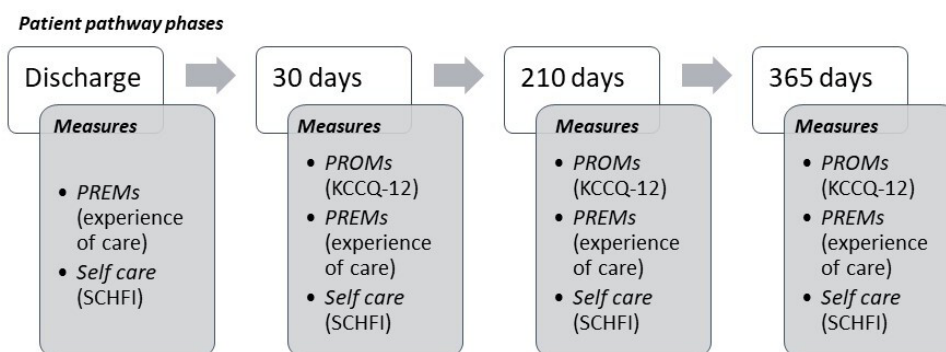 Patient pathway phases
Discharge
Measures
• PREMs
(experience
of care)
• Self care
(SCHFI)
30 days
Measures
• PROMs
(KCCQ-12)
• PREMs
(experience
of care)
• Self care
(SCHFI)
210 days
Measures
• PROMs
(KCCQ-12)
• PREMs
(experience
of care)
• Self care
(SCHFI)
365 days
Measures
• PROMs
(KCCQ-12)
• PREMs
(experience
of care)
• Self care
(SCHFI)